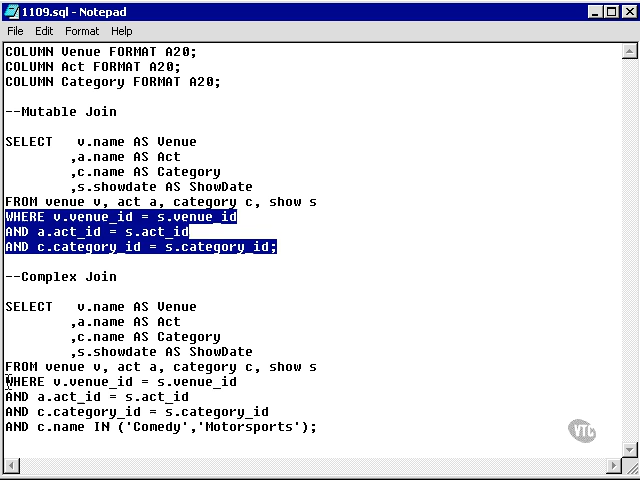 1109.sql - Notepad
File Edit Format Help
COLUMN Venue FORMAT A20;
COLUMN Act FORMAT A20;
COLUMN Category FORMAT A20;
--Mutable Join
SELECT v.name AS Venue
,a.name AS Act
,c.name AS Category
,s.showdate AS ShowDate
FROM venue v, act a, category c, show s
WHERE v.venue_id = s.venue_id
AND a.act_id = s.act_id
AND c.category_id = s.category_id;
--Complex Join
SELECT v.name AS Venue
,a.name AS Act
,c.name AS Category
,s.showdate AS ShowDate
FROM venue v, act a, category c, show s
WHERE v.venue_id = s.venue_id
AND a.act_id = s.act_id
AND c.category_id = s.category_id
AND c.name IN ('Comedy','Motorsports');
VTC